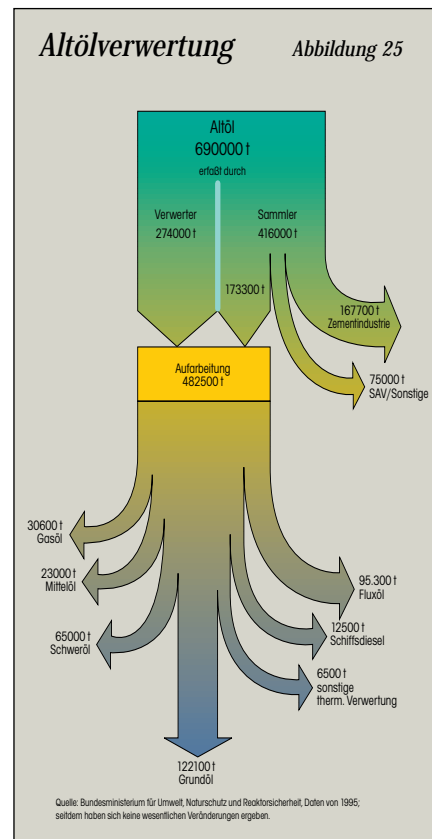 Altölverwertung Abbildung 25
Altöl
690000 t
erfaßt durch
Verwerter
274000 t
Sammler
416000 t
173300 t
167700 t
Zementindustrie
75000 t
SAV/Sonstige
Aufarbeitung
482500 t
30600 t
Gasöl
23000 t
Mittelöl
65000 t
Schweröl
95.300 t
Fluxöl
12500 t
Schiffsdiesel
6500 t
sonstige
therm. Verwertung
122100 t
Grundöl
Quelle: Bundesministerium für Umwelt, Naturschutz und Reaktorsicherheit, Daten von 1995;
seitdem haben sich keine wesentlichen Veränderungen ergeben.